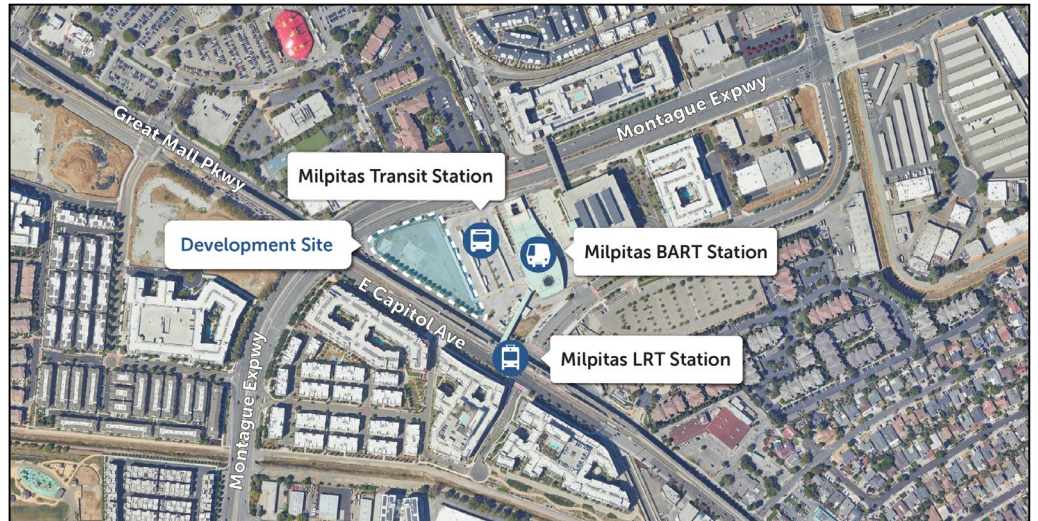 Great Mall Pkwy
Montague Expwy
Milpitas Transit Station
Development Site
Milpitas BART Station
E Capitol Ave
Milpitas LRT Station
Montague Expwy